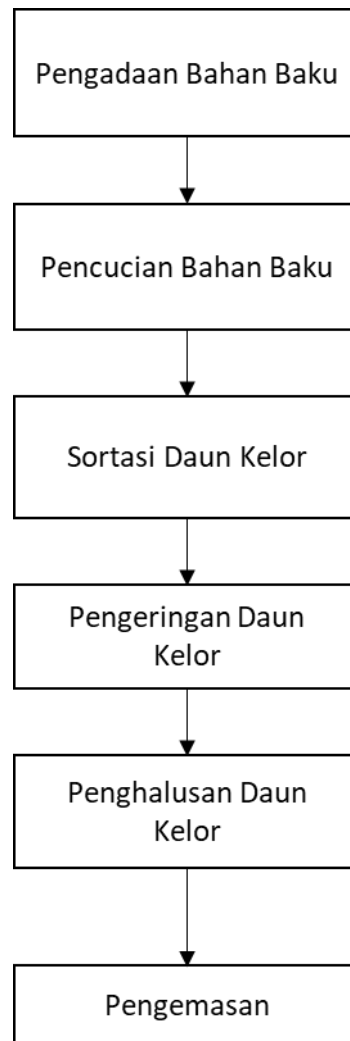 Pengadaan Bahan Baku
Pencucian Bahan Baku
Sortasi Daun Kelor
Pengeringan Daun
Kelor
Penghalusan Daun
Kelor
Pengemasan